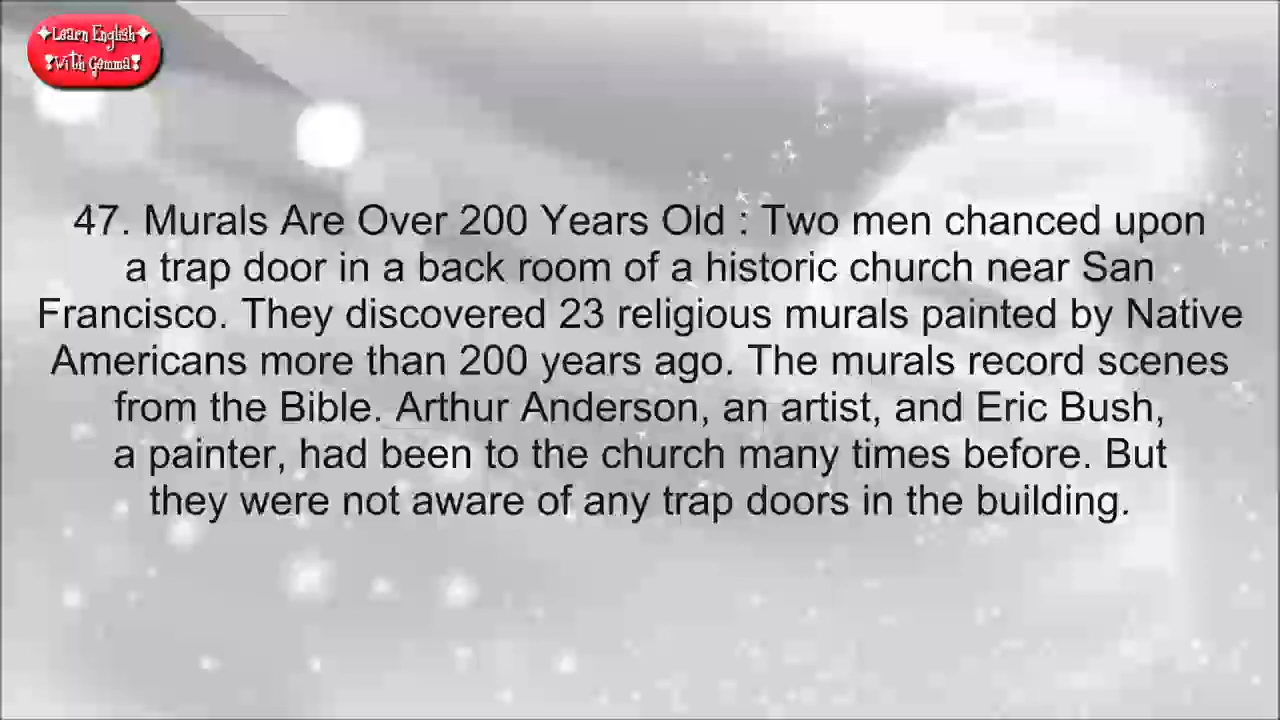 ✦Learn English✦
❣With Gemma❣
47. Murals Are Over 200 Years Old : Two men chanced upon
a trap door in a back room of a historic church near San
Francisco. They discovered 23 religious murals painted by Native
Americans more than 200 years ago. The murals record scenes
from the Bible. Arthur Anderson, an artist, and Eric Bush,
a painter, had been to the church many times before. But
they were not aware of any trap doors in the building.